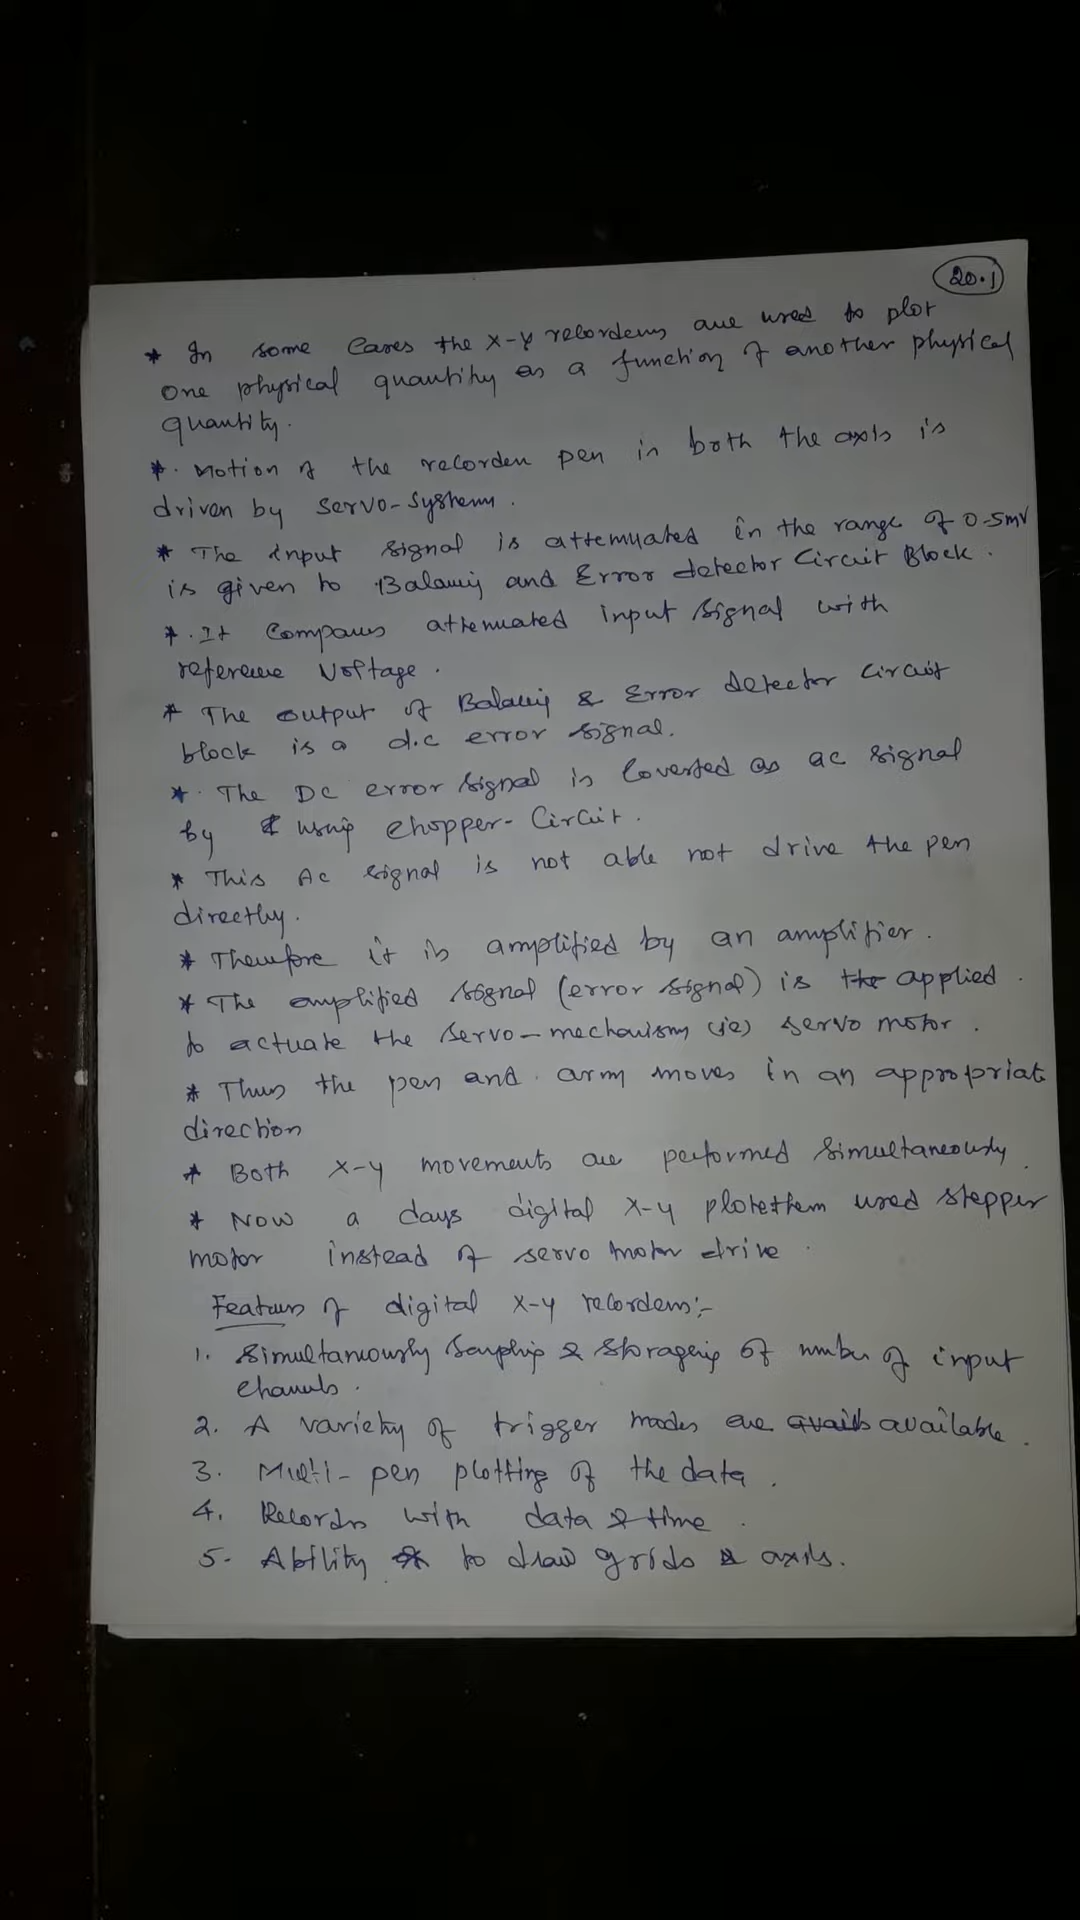 20.1
* In some cases the x-y recorders are used to plot
one physical quantity as a function of another physical
quantity.
*. Motion of the recorder pen in both the axis is
driven by servo-system.
* The input signal is attenuated in the range of 0-5mv
is given to Balancing and Error detector Circuit Block.
*. It compares attenuated input signal with
reference voltage.
* The output of Balancing & Error detector circuit
block is a d.c error signal.
*. The DC error signal is coverted as ac signal
by using chopper-Circuit.
* This AC signal is not able not drive the pen
directly.
* Therefore it is amplified by an amplifier.
* The amplified signal (error signal) is the applied.
to actuate the servo-mechanism (ie) servo motor.
* Thus the pen and arm moves in an appropriate
direction
* Both x-y movements are performed simultaneously.
* Now a days digital x-y used stepper
motor instead of servo motor drive.
Features of digital x-y recorders:-
1. Simultaneously Sampling & Storageing of number of input
channels.
2. A variety of trigger modes are avails available.
3. Multi-pen plotting of the data.
4. Records with data & time.
5- Ability to draw grids & axis.